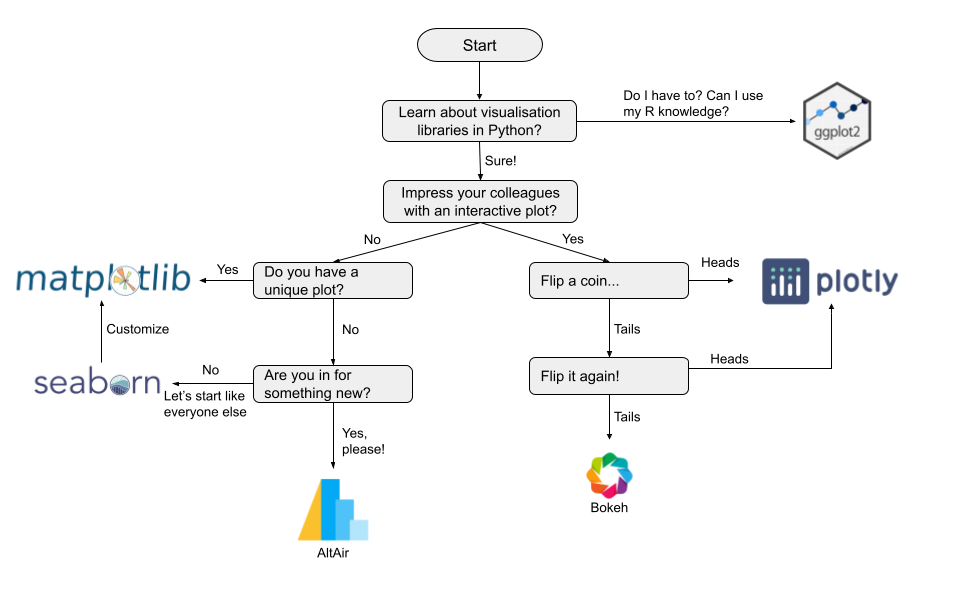 Start
Learn about visualisation
libraries in Python?
Do I have to? Can I use
my R knowledge?
ggplot2
Sure!
Impress your colleagues
with an interactive plot?
No
Yes
matplotlib
Yes
Do you have a
unique plot?
Flip a coin...
Heads
plotly
Customize
No
Tails
seaborn
No
Let's start like
everyone else
Are you in for
something new?
Flip it again!
Heads
Yes,
please!
Tails
AltAir
Bokeh